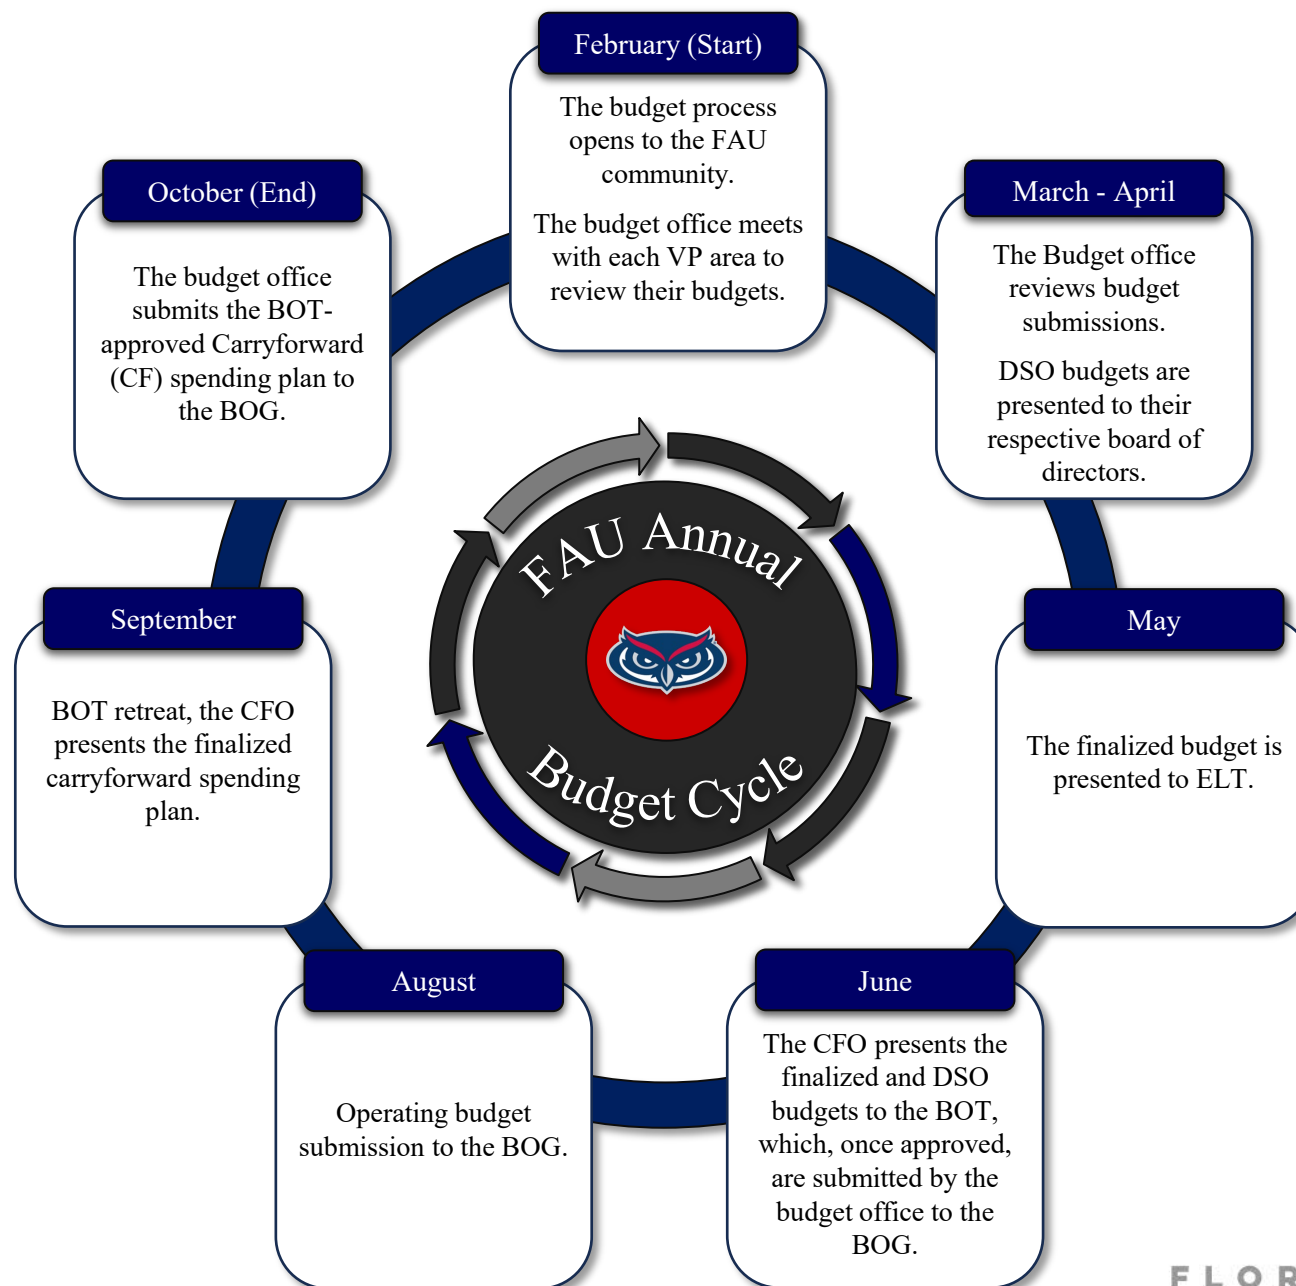 February (Start)
The budget process
opens to the FAU
community.
The budget office meets
with each VP area to
review their budgets.
March - April
The Budget office
reviews budget
submissions.
DSO budgets are
presented to their
respective board of
directors.
May
The finalized budget is
presented to ELT.
June
The CFO presents the
finalized and DSO
budgets to the BOT,
which, once approved,
are submitted by the
budget office to the
BOG.
August
Operating budget
submission to the BOG.
September
BOT retreat, the CFO
presents the finalized
carryforward spending
plan.
October (End)
The budget office
submits the BOT-
approved Carryforward
(CF) spending plan to
the BOG.
FAU Annual
Budget Cycle